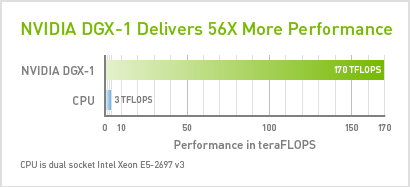 NVIDIA DGX-1 Delivers 56X More Performance
NVIDIA DGX-1
170 TFLOPS
CPU
3 TFLOPS
0 10 50 100 150 170
Performance in teraFLOPS
CPU is dual socket Intel Xeon E5-2697 v3